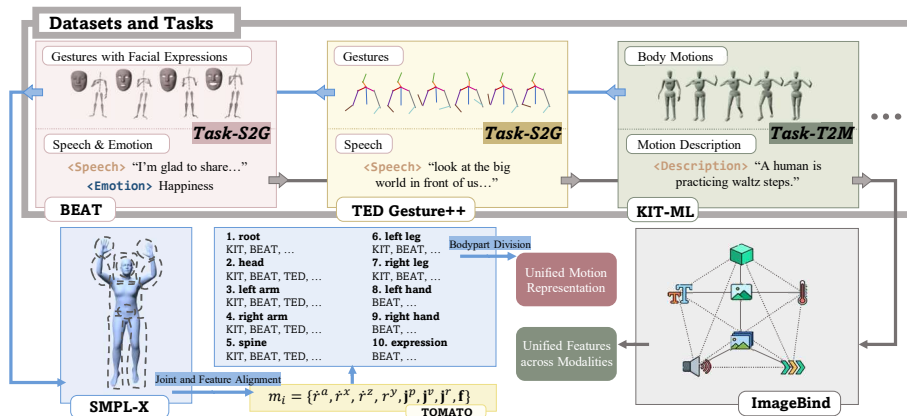 Datasets and Tasks
Gestures with Facial Expressions
Task-S2G
Speech & Emotion
<Speech> “I’m glad to share…”
<Emotion> Happiness
BEAT
Gestures
Task-S2G
Speech
<Speech> “look at the big
world in front of us…”
TED Gesture++
Body Motions
Task-T2M
Motion Description
<Description> “A human is
practicing waltz steps.”
KIT-ML
...
SMPL-X
Joint and Feature Alignment
1. root
KIT, BEAT, …
2. head
KIT, BEAT, TED, …
3. left arm
KIT, BEAT, TED, …
4. right arm
KIT, BEAT, TED, …
5. spine
KIT, BEAT, TED, …
6. left leg
KIT, BEAT, …
7. right leg
KIT, BEAT, …
8. left hand
BEAT, …
9. right hand
BEAT, …
10. expression
BEAT, …
m_i = {ṙ^a, ṙ^x, ṙ^z, r^y, j^p, j^v, j^r, f}
TOMATO
Bodypart Division
Unified Motion
Representation
Unified Features
across Modalities
TT
ImageBind